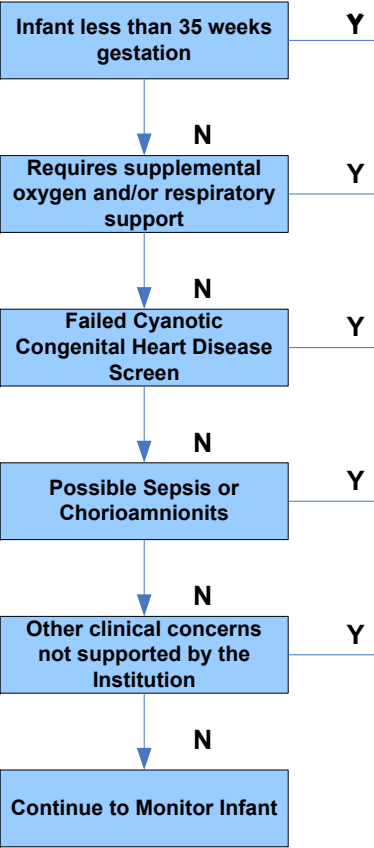 Infant less than 35 weeks
gestation
Y
N
Requires supplemental
oxygen and/or respiratory
support
Y
N
Failed Cyanotic
Congenital Heart Disease
Screen
Y
N
Possible Sepsis or
Chorioamnionits
Y
N
Other clinical concerns
not supported by the
Institution
Y
N
Continue to Monitor Infant